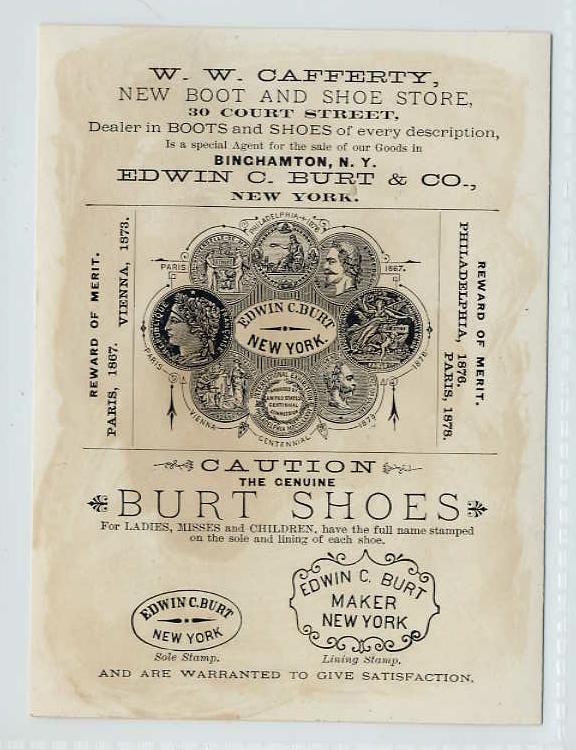 W. W. CAFFERTY,
NEW BOOT AND SHOE STORE,
30 COURT STREET.
Dealer in BOOTS and SHOES of every description,
Is a special Agent for the sale of our Goods in
BINGHAMTON, N. Y.
EDWIN C. BURT & CO.,
NEW YORK.
REWARD OF MERIT.
PARIS, 1867. VIENNA, 1873.
PHILADELPHIA + 1876
PARIS
1867.
EDWIN C. BURT
NEW YORK.
PARIS
1878
VIENNA
CENTENNIAL
1873
REWARD OF MERIT.
PHILADELPHIA, 1876.
PARIS, 1878.
CAUTION
THE GENUINE
BURT SHOES
For LADIES, MISSES and CHILDREN, have the full name stamped
on the sole and lining of each shoe.
EDWIN C. BURT
NEW YORK
Sole Stamp.
EDWIN C. BURT
MAKER
NEW YORK
Lining Stamp.
AND ARE WARRANTED TO GIVE SATISFACTION.